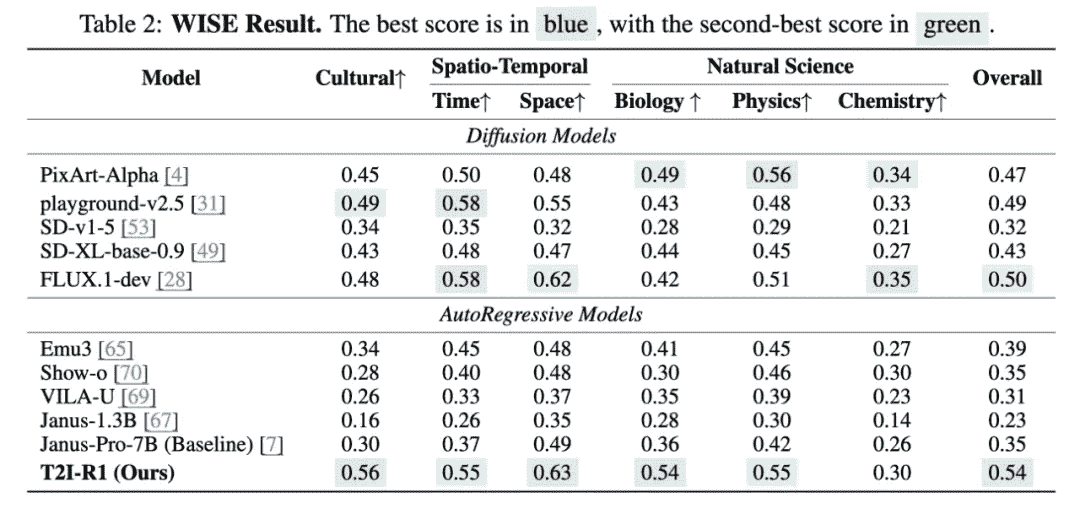 Table 2: WISE Result. The best score is in blue , with the second-best score in green .
Model Cultural↑ Spatio-Temporal Natural Science Overall
Time↑ Space↑ Biology ↑ Physics↑ Chemistry↑
Diffusion Models
PixArt-Alpha [4] 0.45 0.50 0.48 0.49 0.56 0.34 0.47
playground-v2.5 [31] 0.49 0.58 0.55 0.43 0.48 0.33 0.49
SD-v1-5 [53] 0.34 0.35 0.32 0.28 0.29 0.21 0.32
SD-XL-base-0.9 [49] 0.43 0.48 0.47 0.44 0.45 0.27 0.43
FLUX.1-dev [28] 0.48 0.58 0.62 0.42 0.51 0.35 0.50
AutoRegressive Models
Emu3 [65] 0.34 0.45 0.48 0.41 0.45 0.27 0.39
Show-o [70] 0.28 0.40 0.48 0.30 0.46 0.30 0.35
VILA-U [69] 0.26 0.33 0.37 0.35 0.39 0.23 0.31
Janus-1.3B [67] 0.16 0.26 0.35 0.28 0.30 0.14 0.23
Janus-Pro-7B (Baseline) [7] 0.30 0.37 0.49 0.36 0.42 0.26 0.35
T2I-R1 (Ours) 0.56 0.55 0.63 0.54 0.55 0.30 0.54